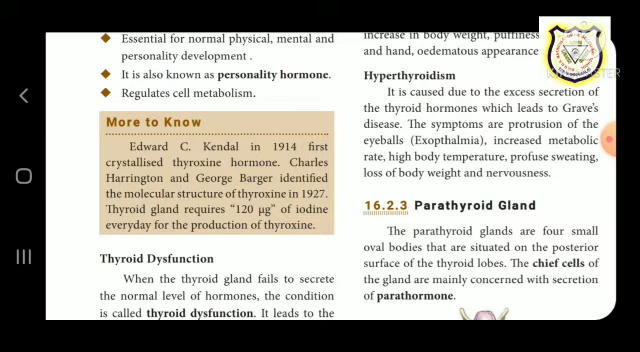 Essential for normal physical, mental and
personality development .
It is also known as personality hormone.
Regulates cell metabolism.
More to Know
Edward C. Kendal in 1914 first
crystallised thyroxine hormone. Charles
Harrington and George Barger identified
the molecular structure of thyroxine in 1927.
Thyroid gland requires “120 µg” of iodine
everyday for the production of thyroxine.
Thyroid Dysfunction
When the thyroid gland fails to secrete
the normal level of hormones, the condition
is called thyroid dysfunction. It leads to the
increase in body weight, puffiness
and hand, oedematous appearance
Hyperthyroidism
It is caused due to the excess secretion of
the thyroid hormones which leads to Grave’s
disease. The symptoms are protrusion of the
eyeballs (Exopthalmia), increased metabolic
rate, high body temperature, profuse sweating,
loss of body weight and nervousness.
16.2.3 Parathyroid Gland
The parathyroid glands are four small
oval bodies that are situated on the posterior
surface of the thyroid lobes. The chief cells of
the gland are mainly concerned with secretion
of parathormone.